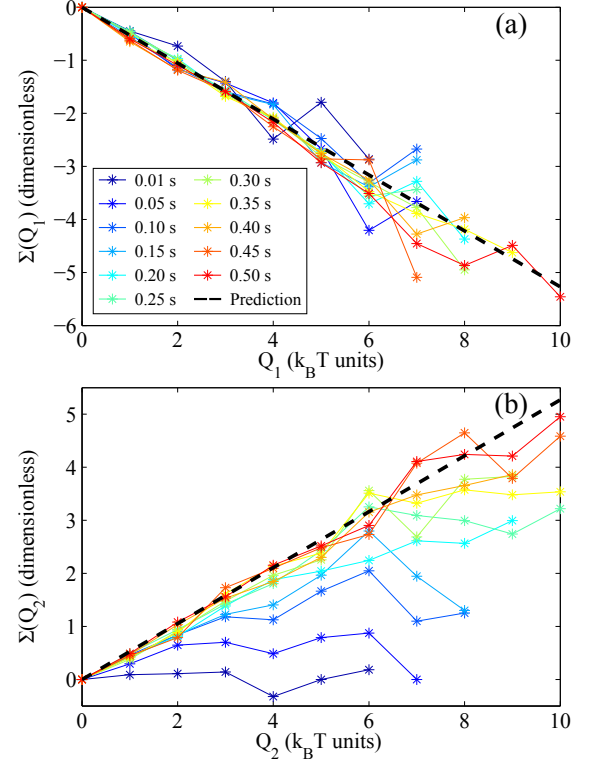 (a)
0
−1
−2
−3
−4
−5
−6
Σ(Q1) (dimensionless)
0.01 s 0.30 s
0.05 s 0.35 s
0.10 s 0.40 s
0.15 s 0.45 s
0.20 s 0.50 s
0.25 s Prediction
0 2 4 6 8 10
Q1 (kBT units)
(b)
5
4
3
2
1
0
Σ(Q2) (dimensionless)
0 2 4 6 8 10
Q2 (kBT units)